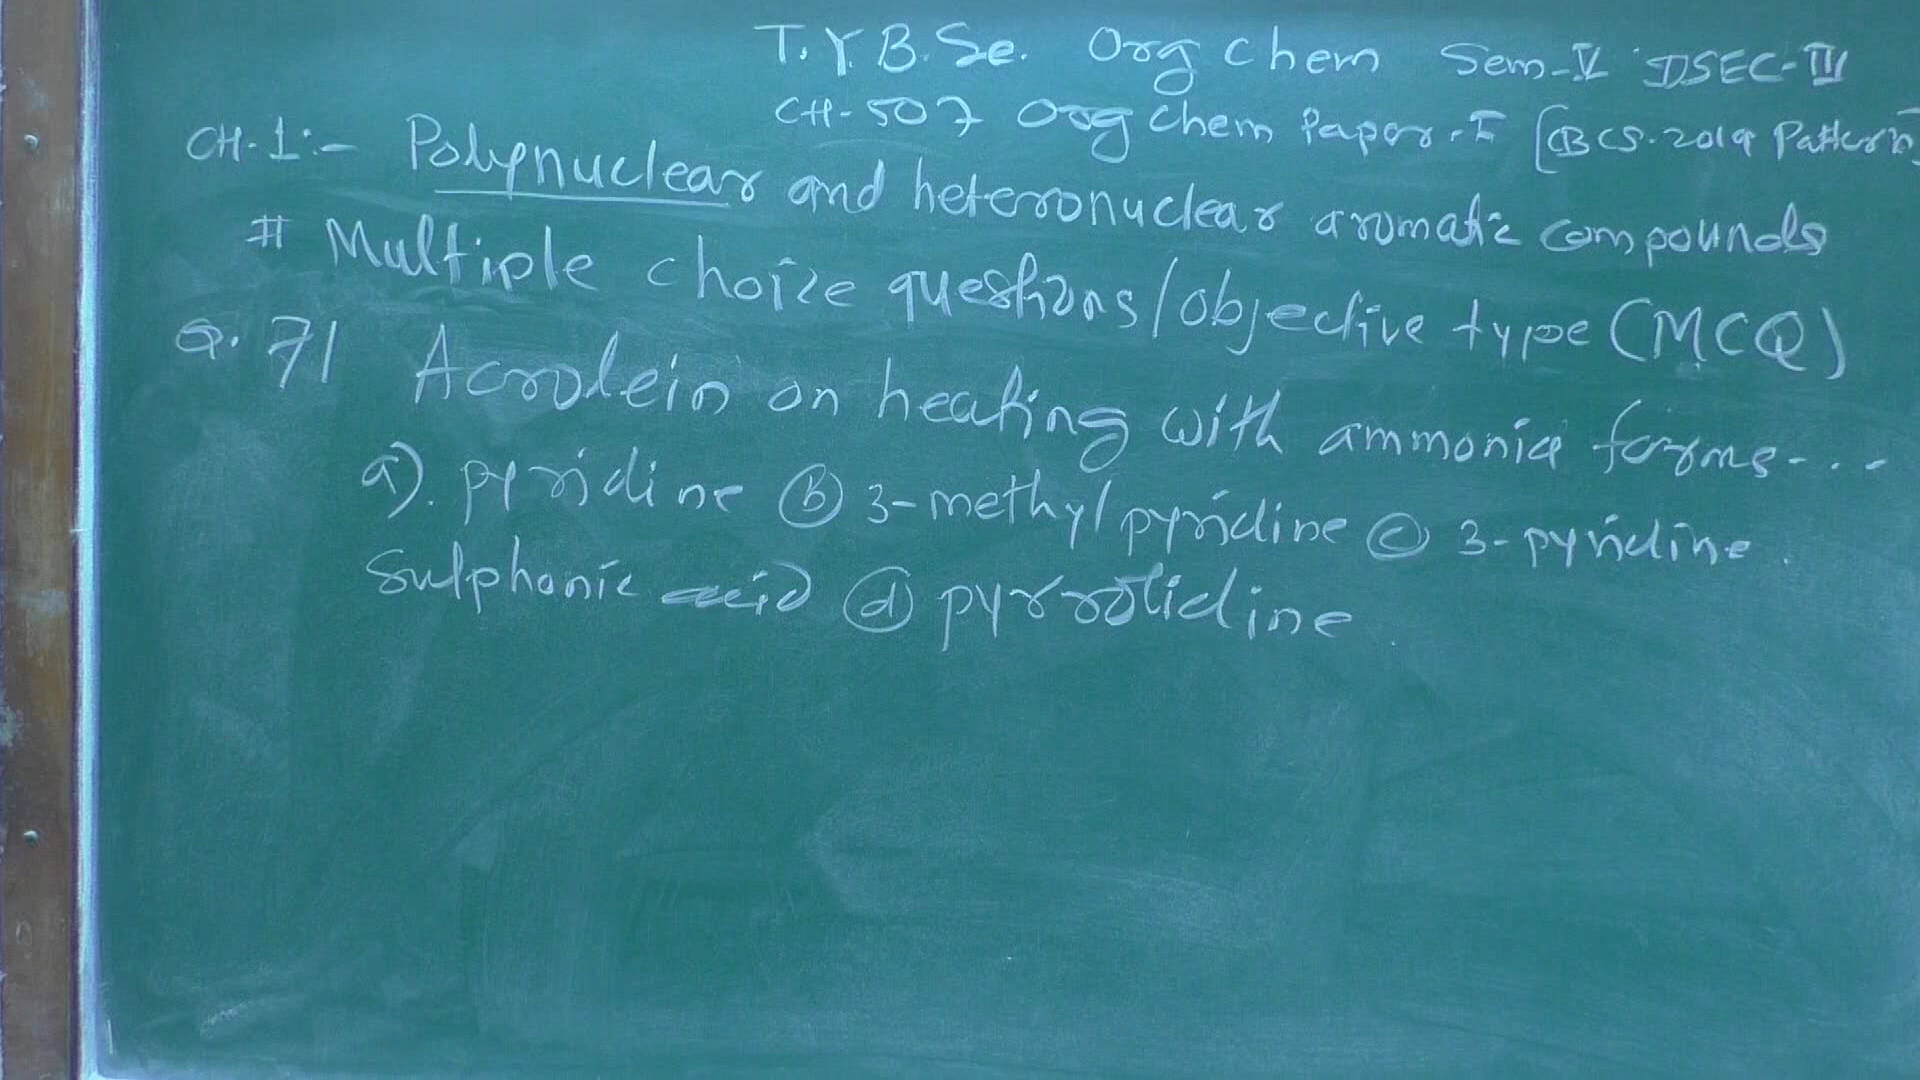 T.Y.B.Sc. Org Chem Sem-V DSEC-III
CH-507 Org Chem Paper-I [CBCS-2019 Pattern]
CH.1:- Polynuclear and heteronuclear aromatic compounds
# Multiple choice questions/objective type (MCQ)
Q. 71 Acrolein on heating with ammonia forms...
a). pyridine (b) 3-methylpyridine (c) 3-pyridine
sulphonic acid (d) pyrrolidine